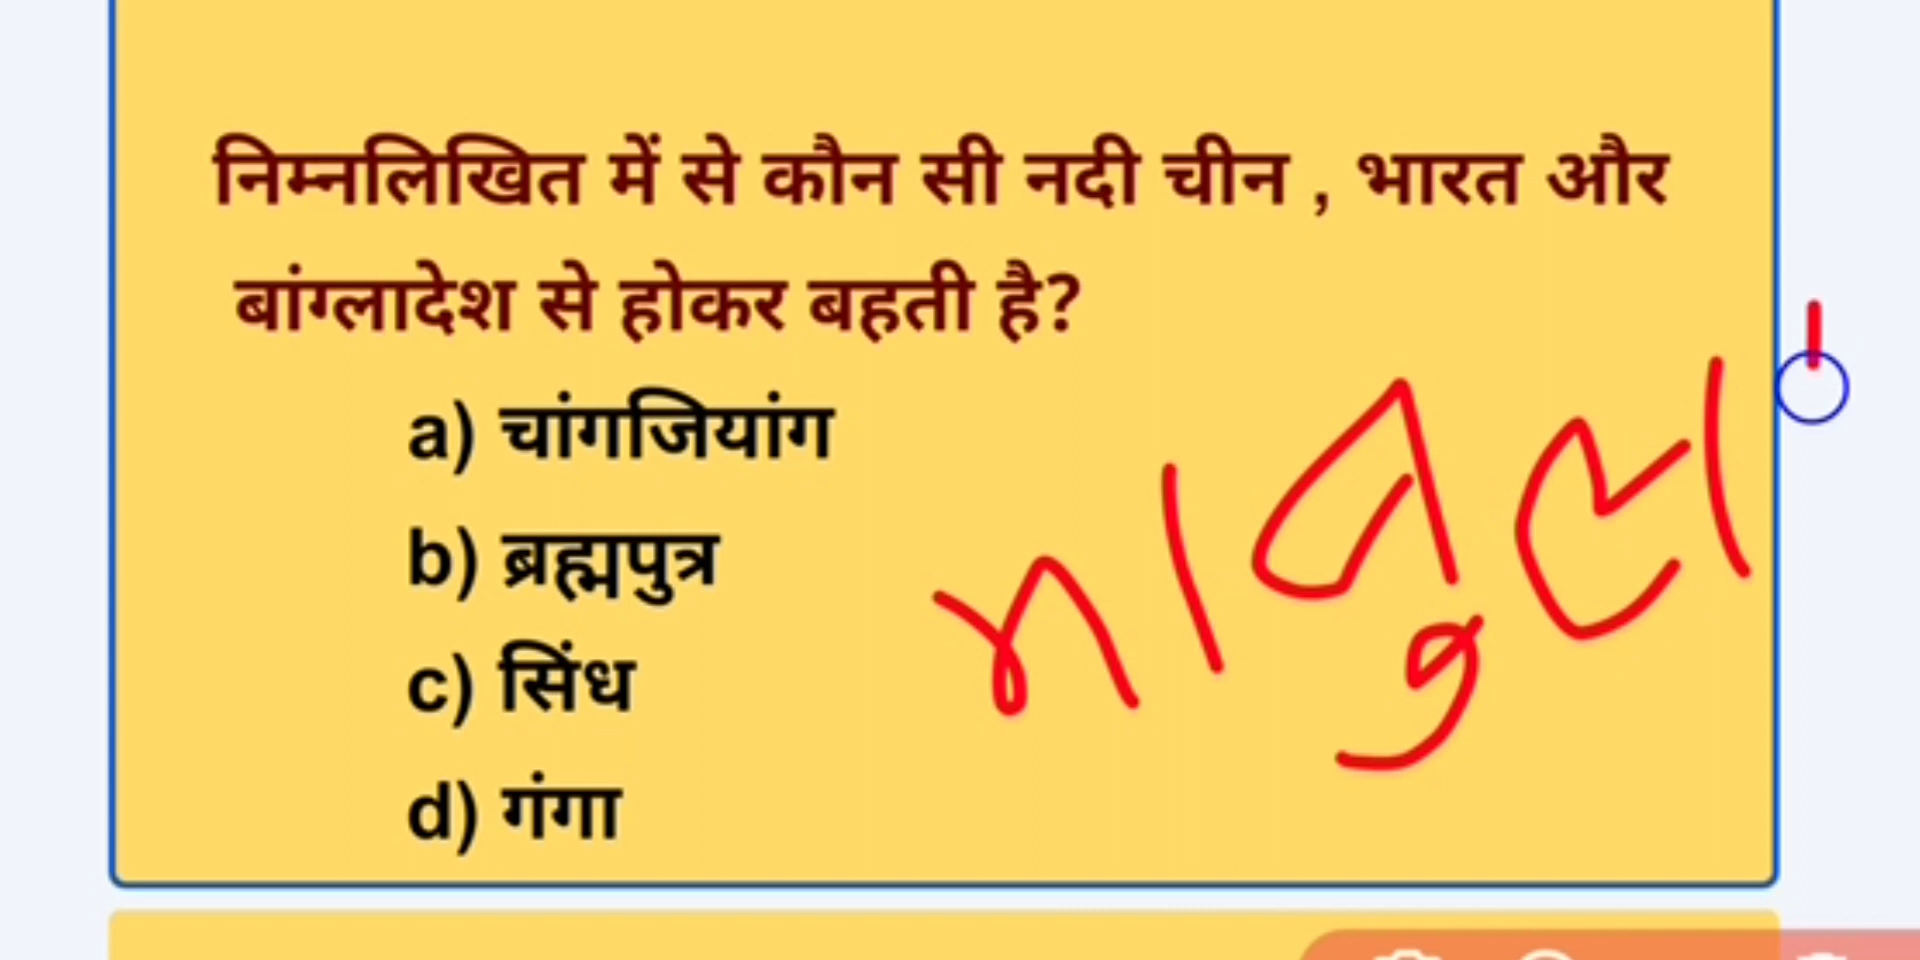 निम्नलिखित में से कौन सी नदी चीन , भारत और
बांग्लादेश से होकर बहती है?
a) चांगजियांग
b) ब्रह्मपुत्र
c) सिंध
d) गंगा